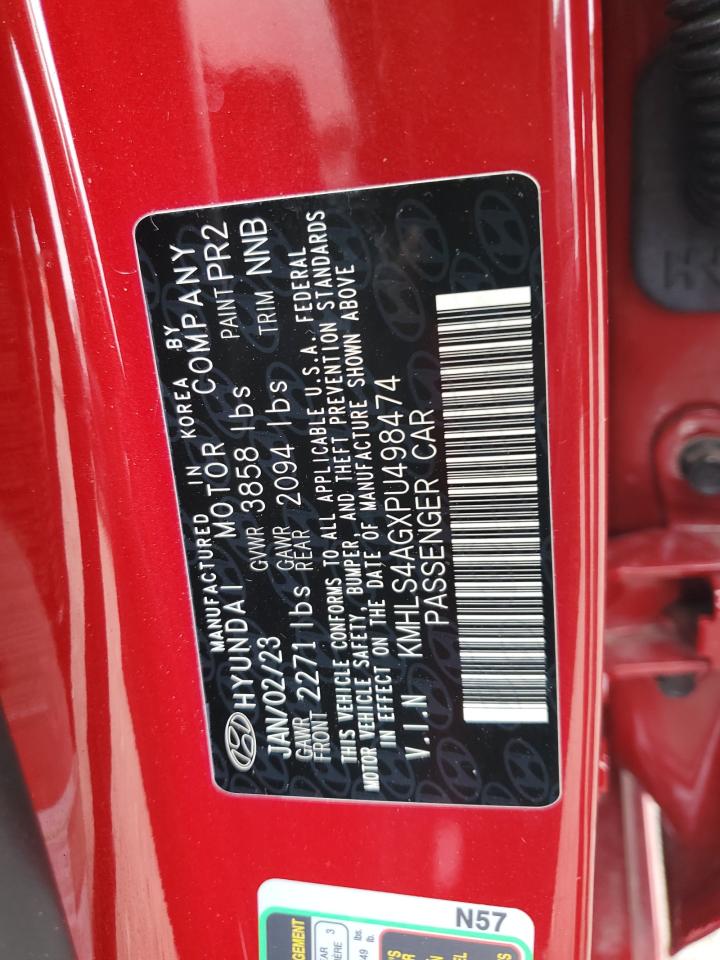 MANUFACTURED IN KOREA BY
HYUNDAI MOTOR COMPANY
JAN/02/23 GVWR 3858 lbs PAINT PR2
GAWR FRONT 2271 lbs GAWR REAR 2094 lbs TRIM NNB
THIS VEHICLE CONFORMS TO ALL APPLICABLE U.S.A. FEDERAL
MOTOR VEHICLE SAFETY, BUMPER, AND THEFT PREVENTION STANDARDS
IN EFFECT ON THE DATE OF MANUFACTURE SHOWN ABOVE
V.I.N KMHLS4AGXPU498474
PASSENGER CAR
N57